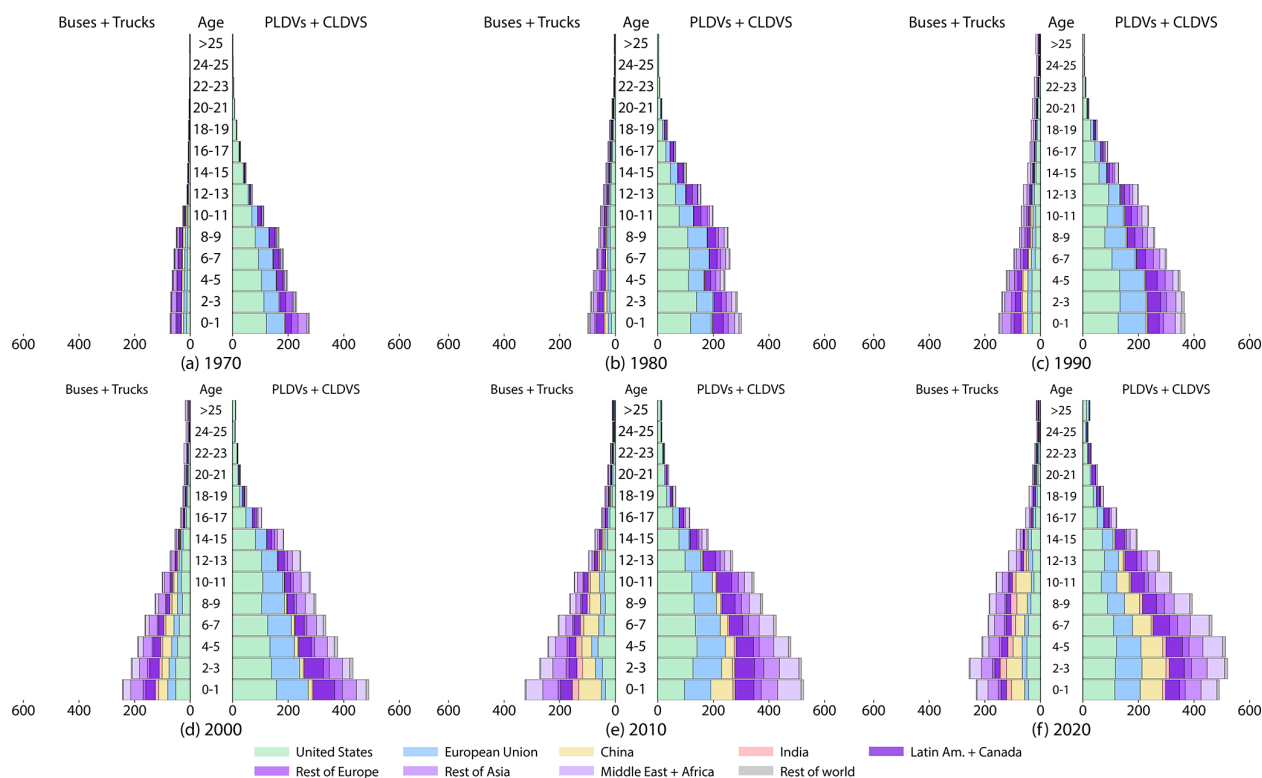 Buses + Trucks Age PLDVs + CLDVS Buses + Trucks Age PLDVs + CLDVS Buses + Trucks Age PLDVs + CLDVS
>25 >25 >25
24-25 24-25 24-25
22-23 22-23 22-23
20-21 20-21 20-21
18-19 18-19 18-19
16-17 16-17 16-17
14-15 14-15 14-15
12-13 12-13 12-13
10-11 10-11 10-11
8-9 8-9 8-9
6-7 6-7 6-7
4-5 4-5 4-5
2-3 2-3 2-3
0-1 0-1 0-1
600 400 200 0 0 200 400 600 600 400 200 0 0 200 400 600 600 400 200 0 0 200 400 600
(a) 1970 (b) 1980 (c) 1990
Buses + Trucks Age PLDVs + CLDVS Buses + Trucks Age PLDVs + CLDVS Buses + Trucks Age PLDVs + CLDVS
>25 >25 >25
24-25 24-25 24-25
22-23 22-23 22-23
20-21 20-21 20-21
18-19 18-19 18-19
16-17 16-17 16-17
14-15 14-15 14-15
12-13 12-13 12-13
10-11 10-11 10-11
8-9 8-9 8-9
6-7 6-7 6-7
4-5 4-5 4-5
2-3 2-3 2-3
0-1 0-1 0-1
600 400 200 0 0 200 400 600 600 400 200 0 0 200 400 600 600 400 200 0 0 200 400 600
(d) 2000 (e) 2010 (f) 2020
United States European Union China India Latin Am. + Canada
Rest of Europe Rest of Asia Middle East + Africa Rest of world